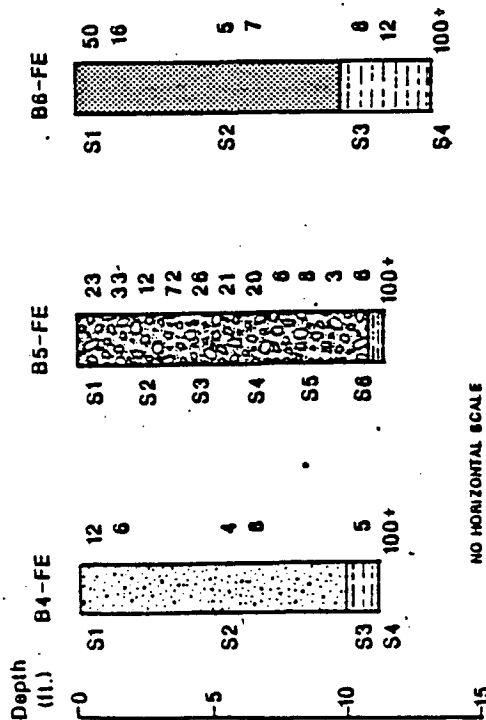 Depth
(ft.)
0
5
10
15
B4-FE
S1
S2
S3
S4
12
6
4
8
5
100+
B5-FE
S1
S2
S3
S4
S5
S6
23
33
12
72
26
21
20
6
8
3
6
100+
B6-FE
S1
S2
S3
S4
50
16
5
7
8
12
100+
NO HORIZONTAL SCALE